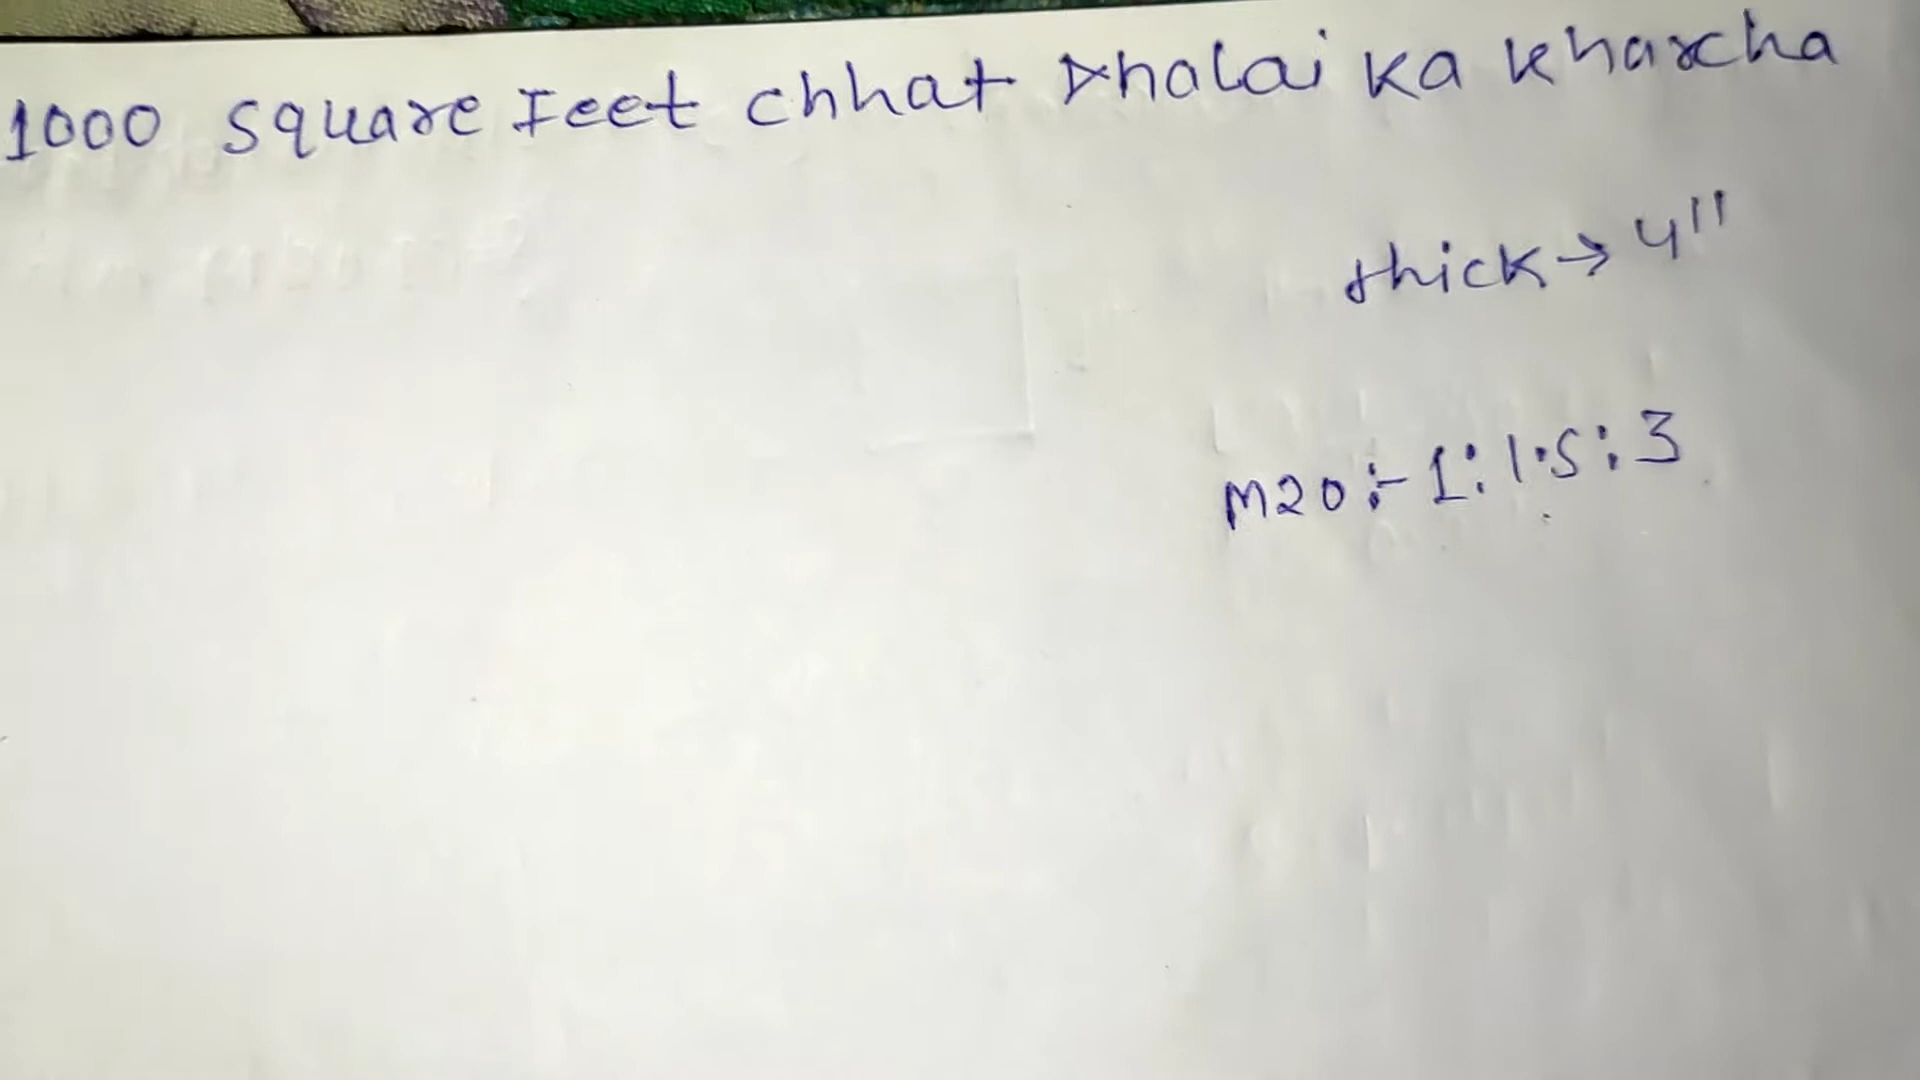 1000 square Feet chhat Dhalai ka kharcha
thick → 4"
M20 :- 1 : 1.5 : 3